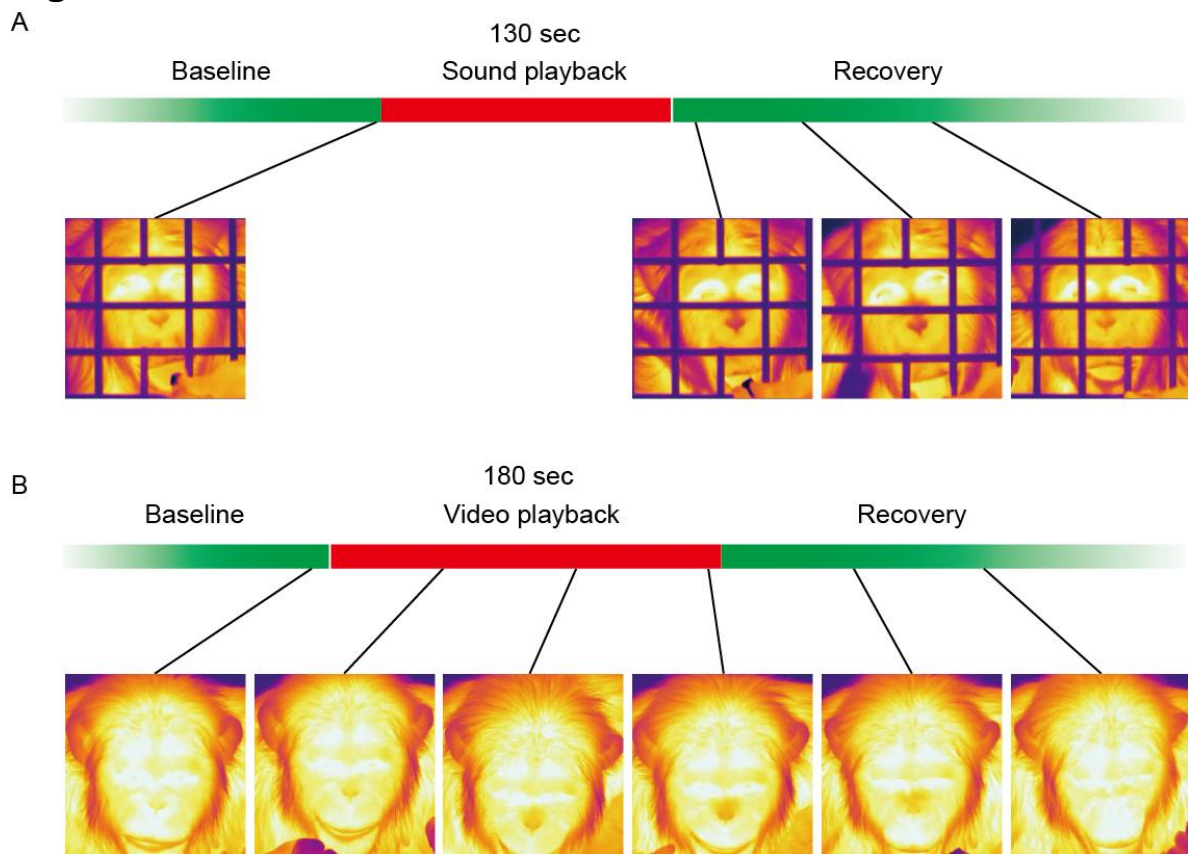 A
130 sec
Baseline Sound playback Recovery
B
180 sec
Baseline Video playback Recovery